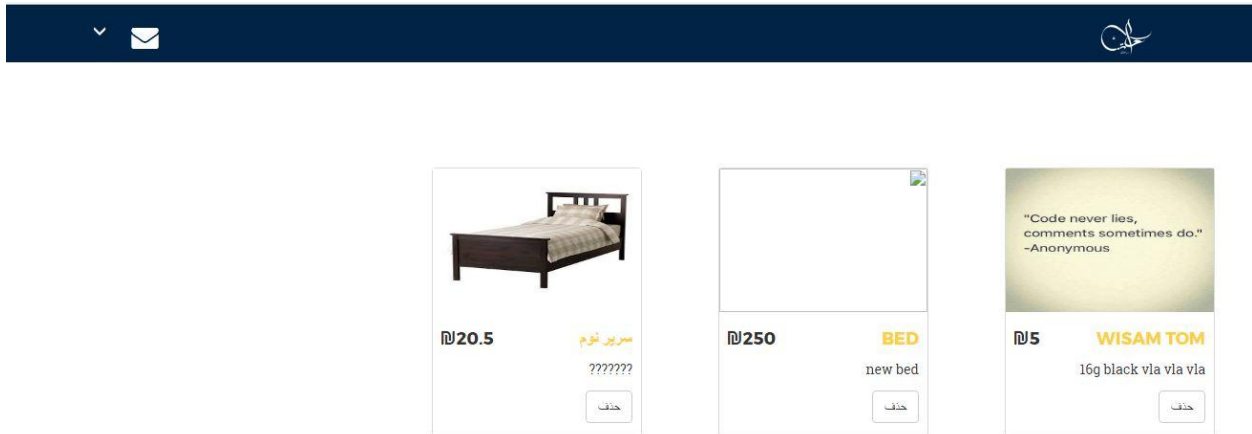 "Code never lies,
comments sometimes do."
-Anonymous
WISAM TOM ₪5
16g black vla vla vla
حذف
BED ₪250
new bed
حذف
سرير نوم ₪20.5
???????
حذف